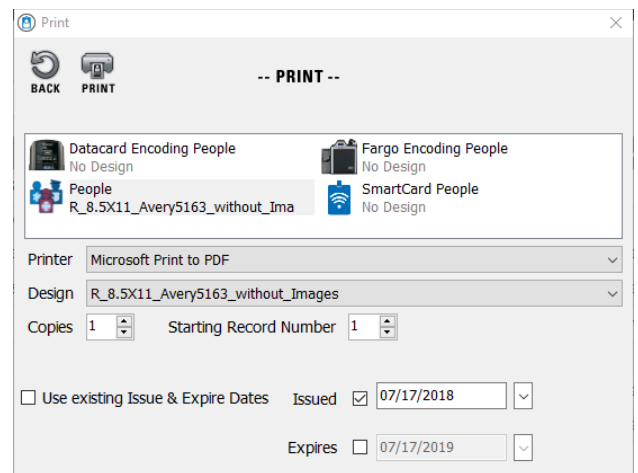 Print
BACK
PRINT
-- PRINT --
Datacard Encoding People
No Design
Fargo Encoding People
No Design
People
R_8.5X11_Avery5163_without_Ima
SmartCard People
No Design
Printer Microsoft Print to PDF
Design R_8.5X11_Avery5163_without_Images
Copies 1 Starting Record Number 1
Use existing Issue & Expire Dates Issued 07/17/2018
Expires 07/17/2019